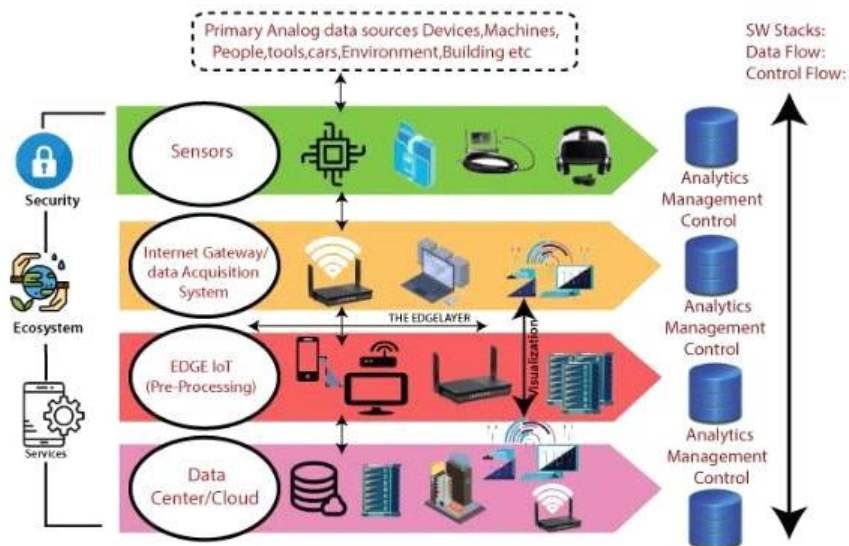 Primary Analog data sources Devices,Machines,
People,tools,cars,Environment,Building etc
SW Stacks:
Data Flow:
Control Flow:
Sensors
Security
Analytics
Management
Control
Internet Gateway/
data Acquisition
System
Ecosystem
Analytics
Management
Control
THE EDGELAYER
EDGE IoT
(Pre-Processing)
Visualization
Services
Analytics
Management
Control
Data
Center/Cloud